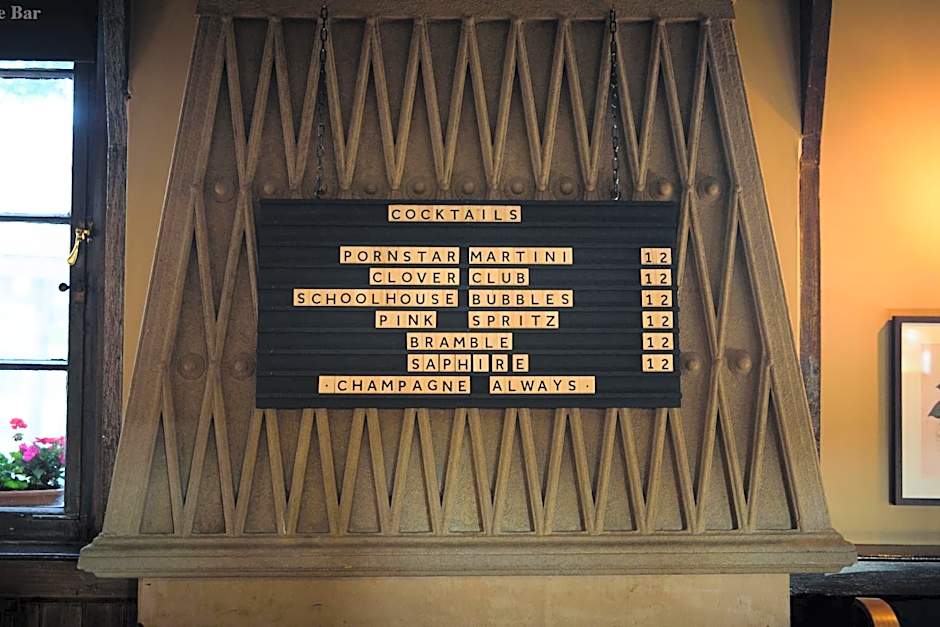 e Bar
COCKTAILS
PORNSTAR MARTINI 12
CLOVER CLUB 12
SCHOOLHOUSE BUBBLES 12
PINK SPRITZ 12
BRAMBLE 12
SAPHIRE 12
· CHAMPAGNE ALWAYS ·